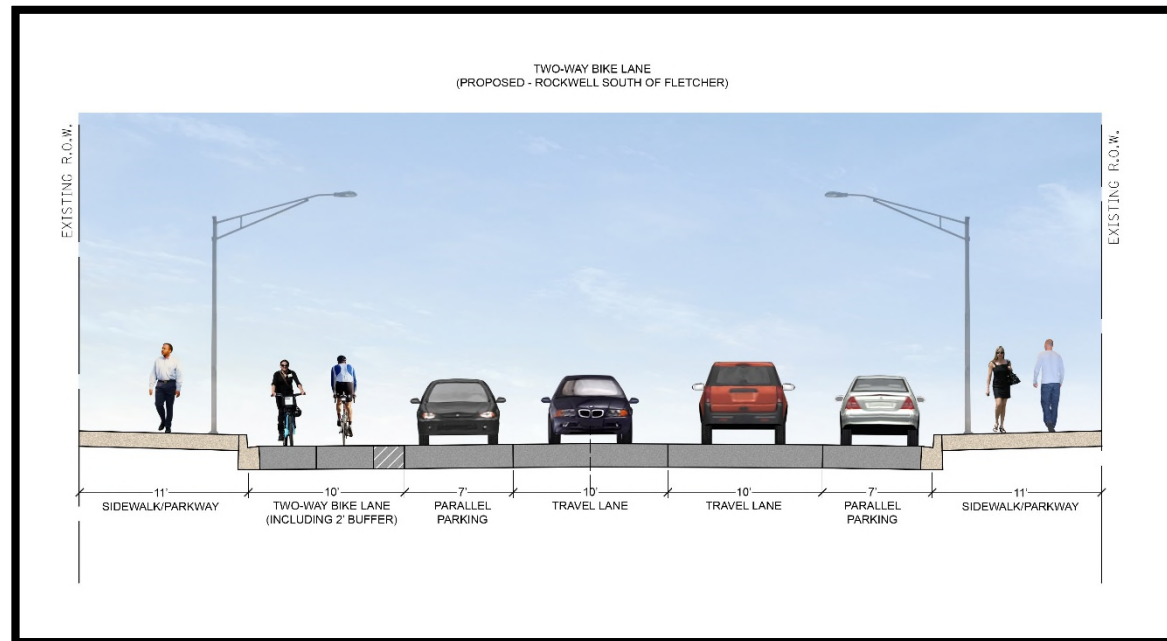 TWO-WAY BIKE LANE
(PROPOSED - ROCKWELL SOUTH OF FLETCHER)
EXISTING R.O.W.
EXISTING R.O.W.
11'
10'
7'
10'
10'
7'
11'
SIDEWALK/PARKWAY
TWO-WAY BIKE LANE
(INCLUDING 2' BUFFER)
PARALLEL
PARKING
TRAVEL LANE
TRAVEL LANE
PARALLEL
PARKING
SIDEWALK/PARKWAY